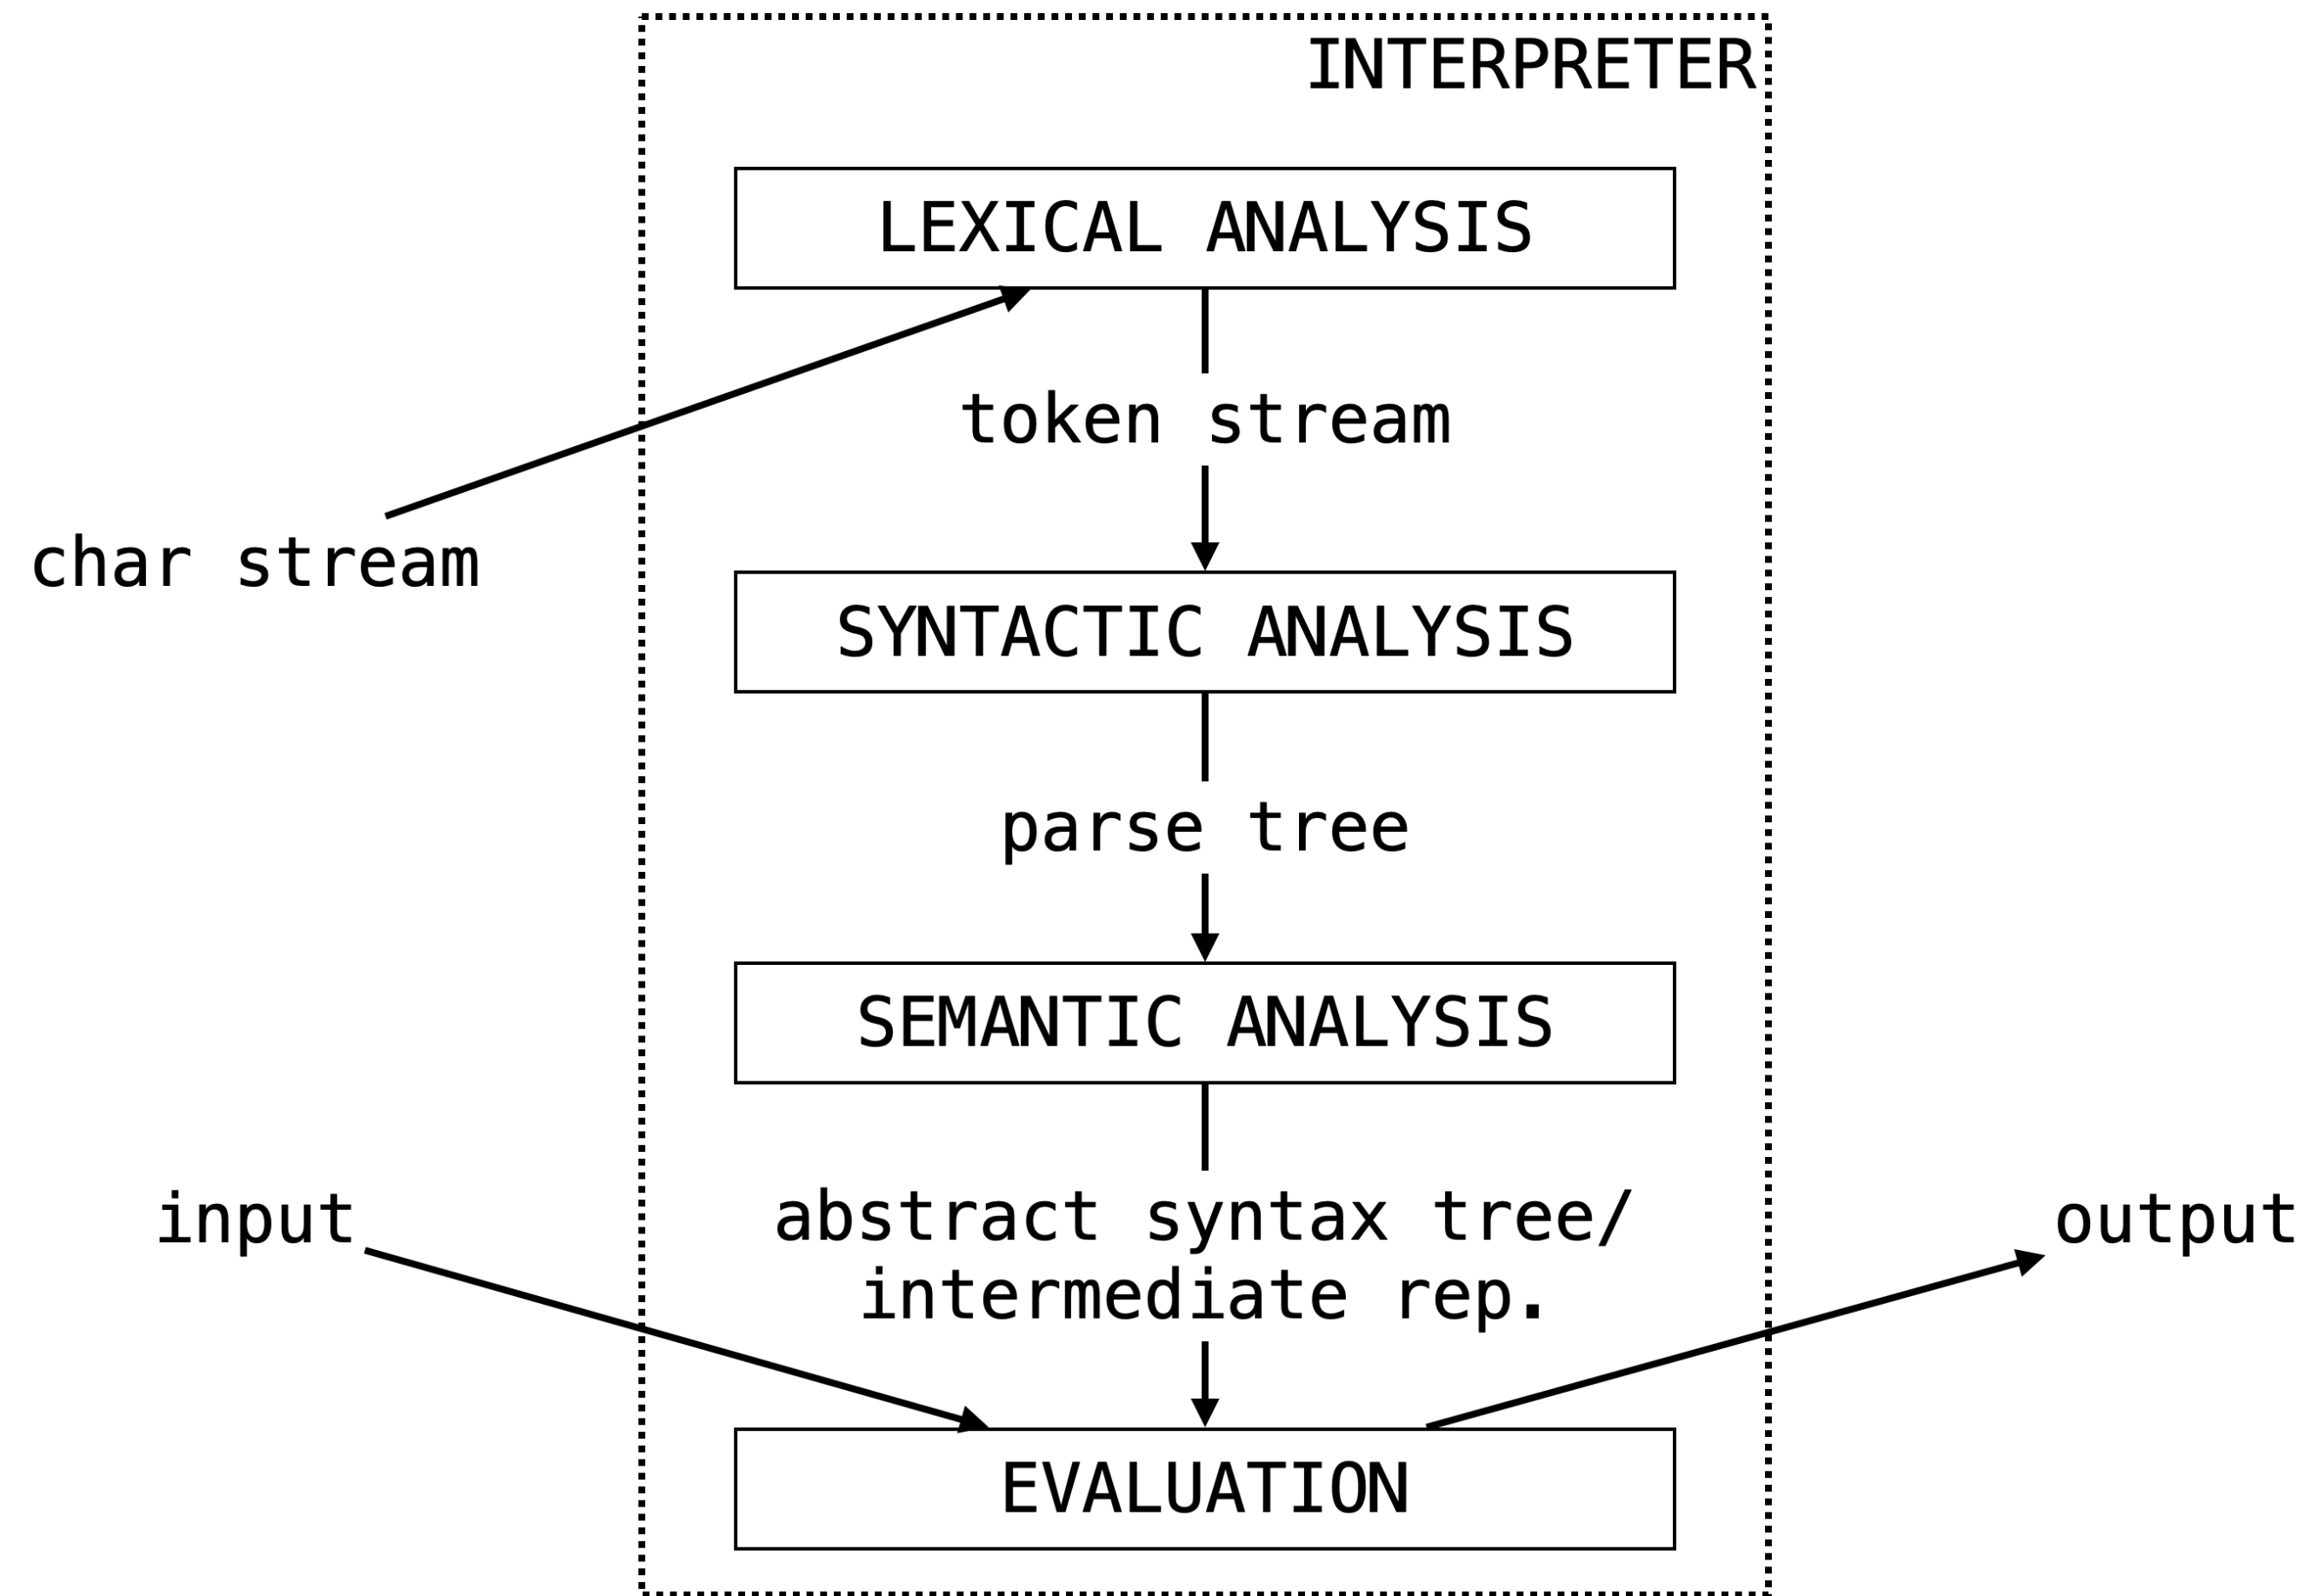 INTERPRETER
LEXICAL ANALYSIS
token stream
char stream
SYNTACTIC ANALYSIS
parse tree
SEMANTIC ANALYSIS
abstract syntax tree/
intermediate rep.
input
output
EVALUATION